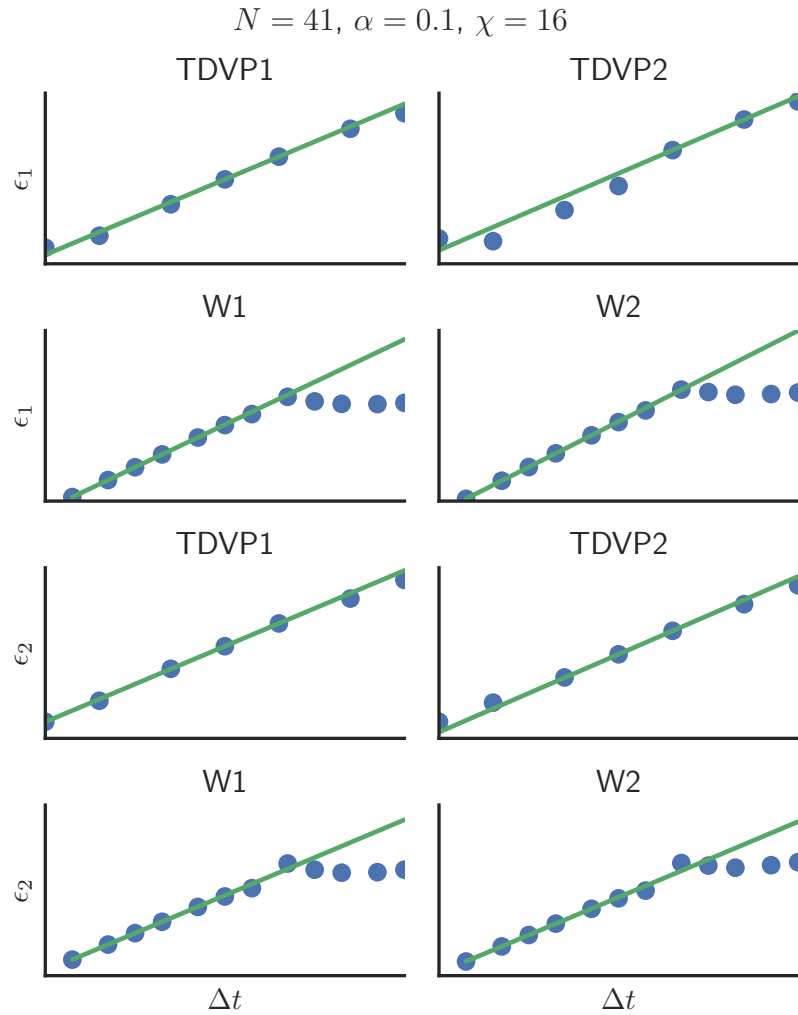 N = 41, α = 0.1, χ = 16
TDVP1
TDVP2
ϵ₁
W1
W2
ϵ₁
TDVP1
TDVP2
ϵ₂
W1
W2
ϵ₂
Δt
Δt